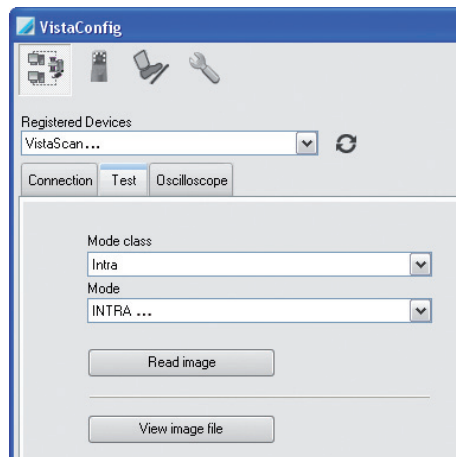 VistaConfig
Registered Devices
VistaScan...
Connection Test Oscilloscope
Mode class
Intra
Mode
INTRA ...
Read image
View image file